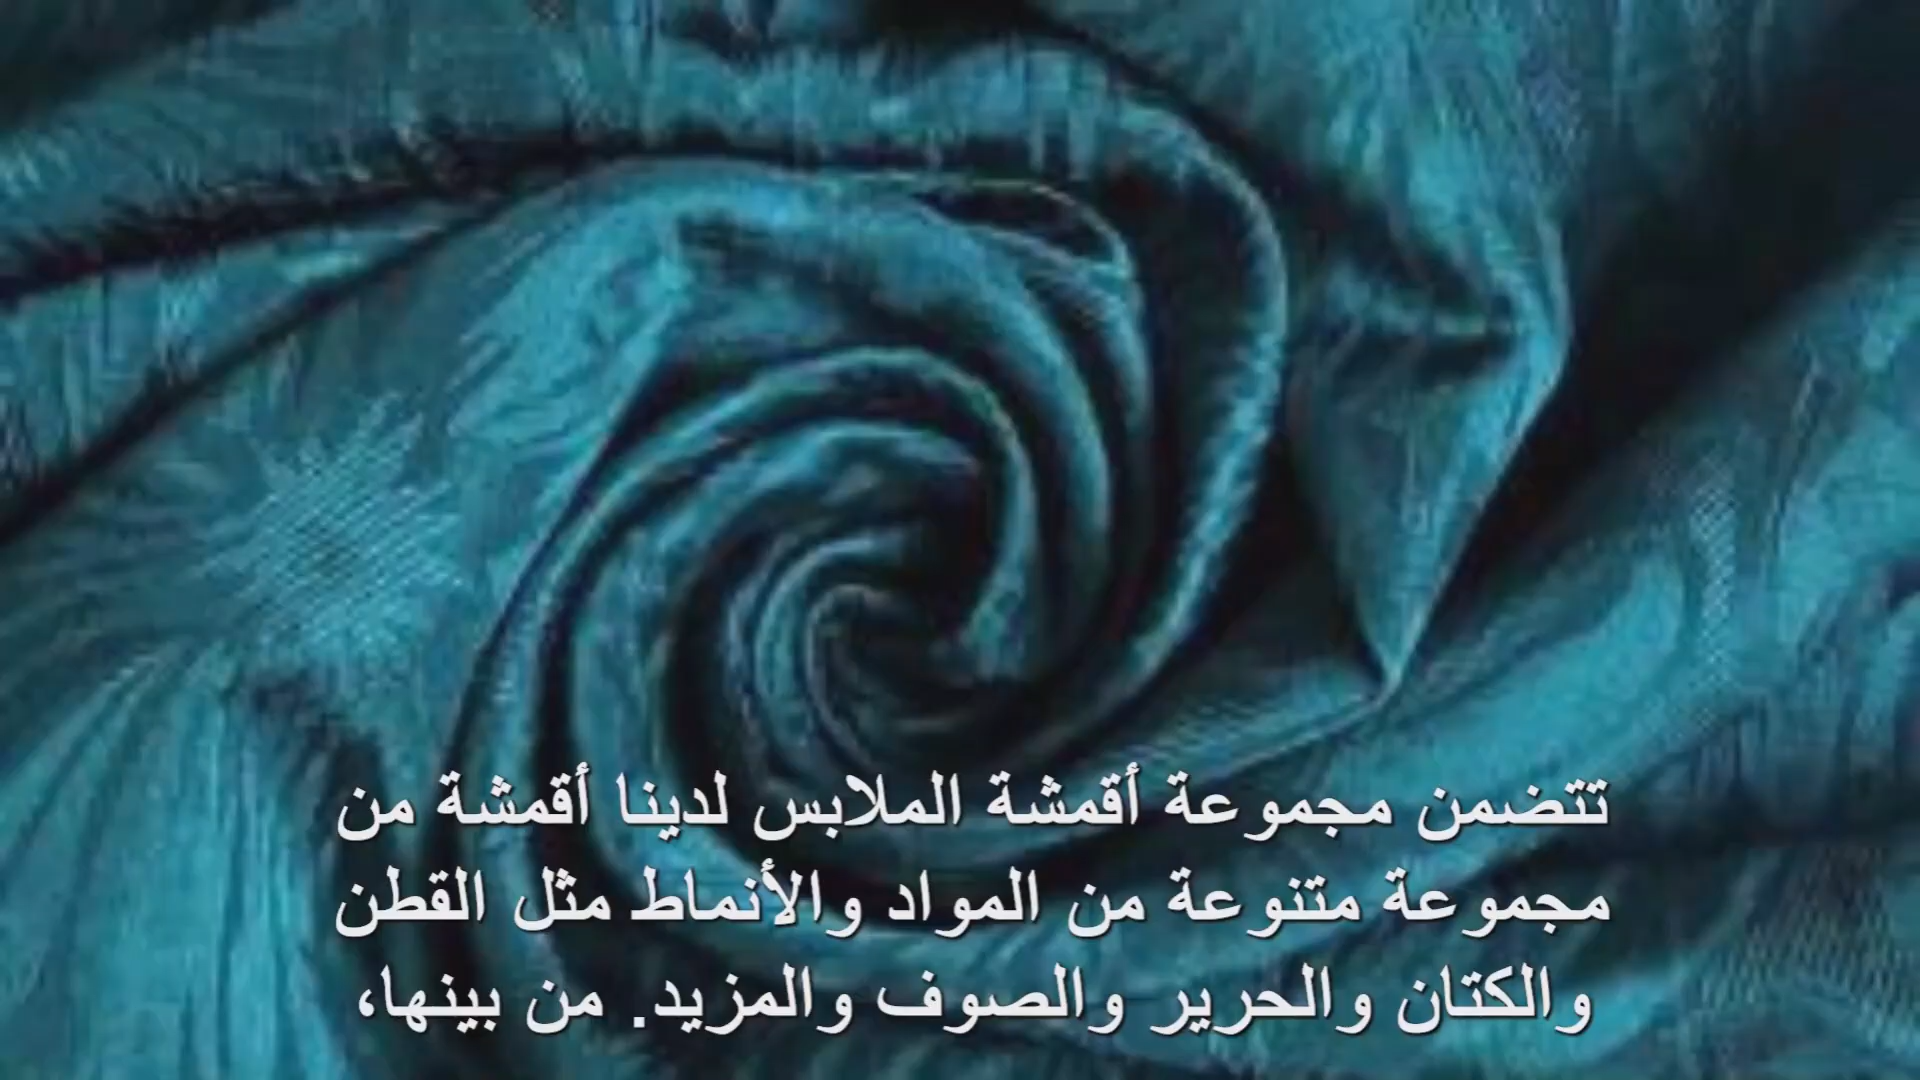 تتضمن مجموعة أقمشة الملابس لدينا أقمشة من
مجموعة متنوعة من المواد والأنماط مثل القطن
والكتان والحرير والصوف والمزيد. من بينها،